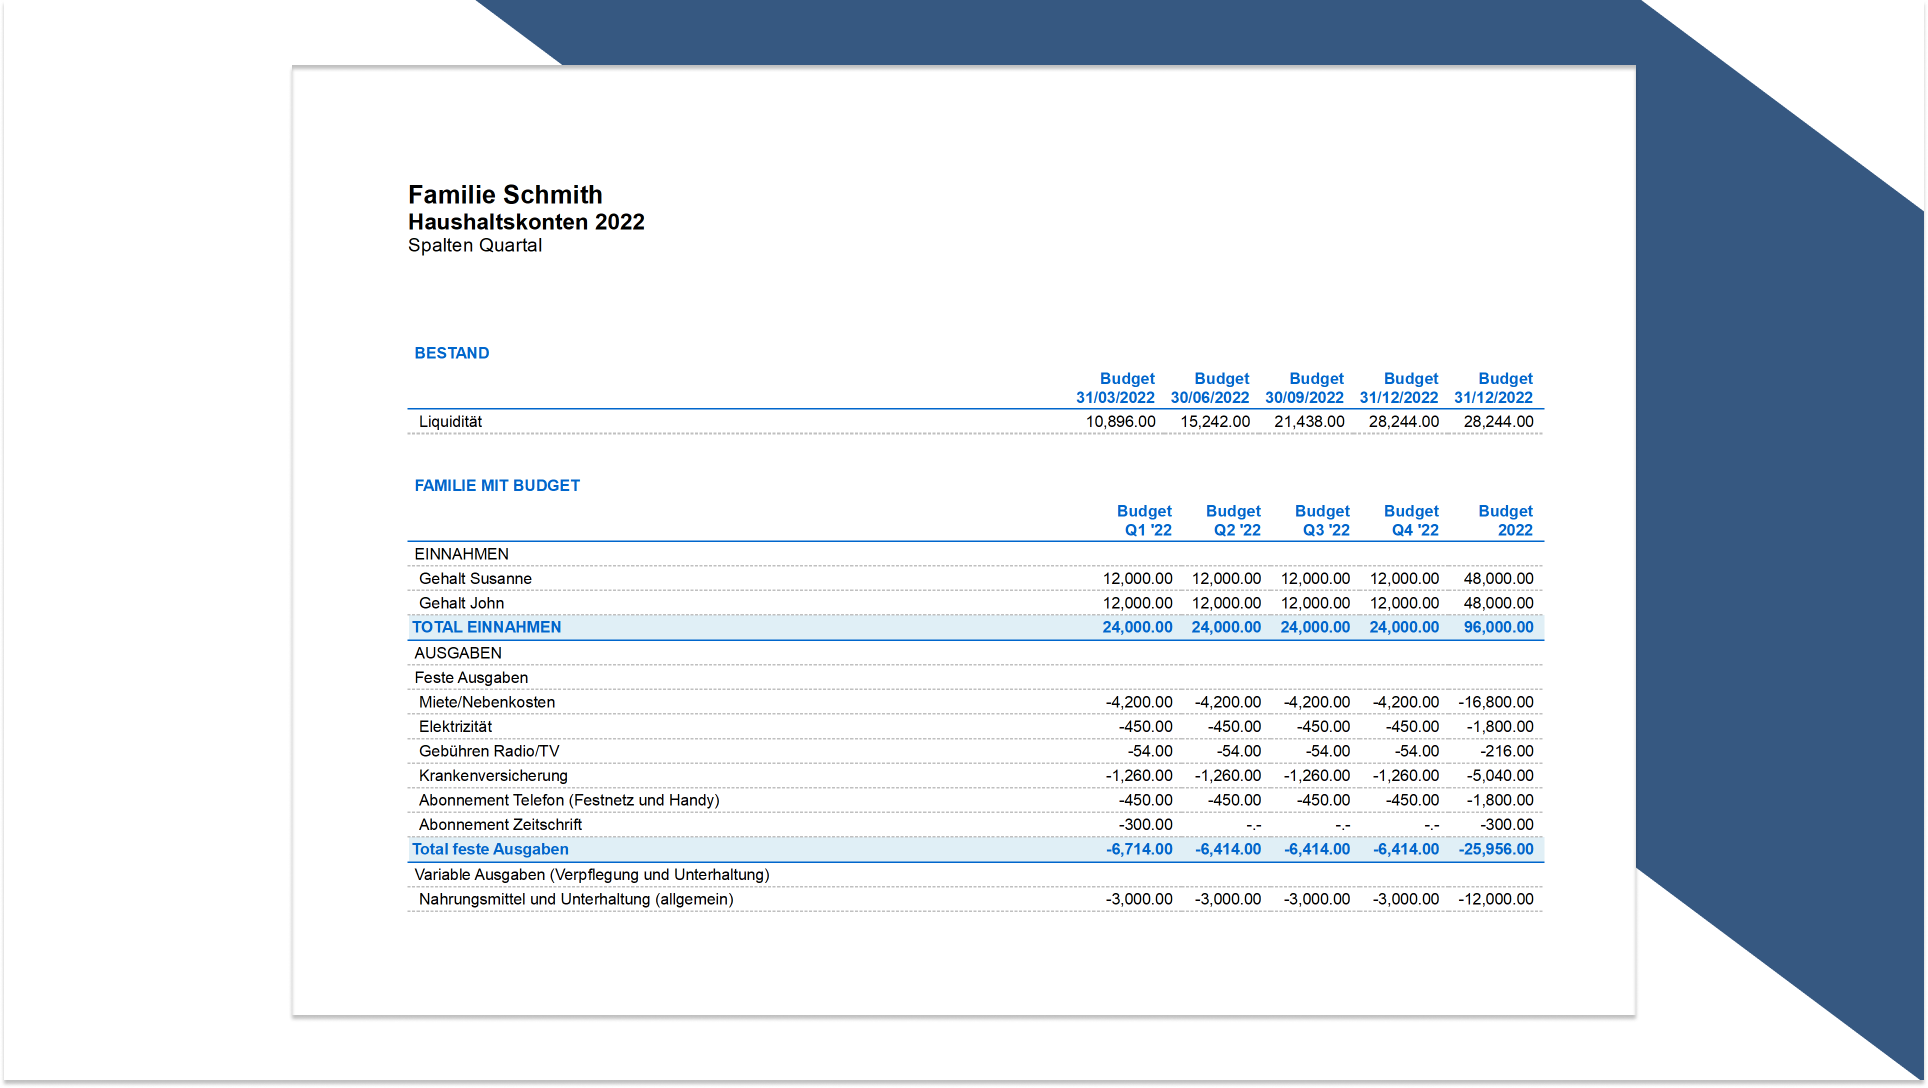 Familie Schmith
Haushaltskonten 2022
Spalten Quartal
BESTAND
Budget Budget Budget Budget Budget
31/03/2022 30/06/2022 30/09/2022 31/12/2022 31/12/2022
Liquidität 10,896.00 15,242.00 21,438.00 28,244.00 28,244.00
FAMILIE MIT BUDGET
Budget Budget Budget Budget Budget
Q1 '22 Q2 '22 Q3 '22 Q4 '22 2022
EINNAHMEN
Gehalt Susanne 12,000.00 12,000.00 12,000.00 12,000.00 48,000.00
Gehalt John 12,000.00 12,000.00 12,000.00 12,000.00 48,000.00
TOTAL EINNAHMEN 24,000.00 24,000.00 24,000.00 24,000.00 96,000.00
AUSGABEN
Feste Ausgaben
Miete/Nebenkosten -4,200.00 -4,200.00 -4,200.00 -4,200.00 -16,800.00
Elektrizität -450.00 -450.00 -450.00 -450.00 -1,800.00
Gebühren Radio/TV -54.00 -54.00 -54.00 -54.00 -216.00
Krankenversicherung -1,260.00 -1,260.00 -1,260.00 -1,260.00 -5,040.00
Abonnement Telefon (Festnetz und Handy) -450.00 -450.00 -450.00 -450.00 -1,800.00
Abonnement Zeitschrift -300.00 -.- -.- -.- -300.00
Total feste Ausgaben -6,714.00 -6,414.00 -6,414.00 -6,414.00 -25,956.00
Variable Ausgaben (Verpflegung und Unterhaltung)
Nahrungsmittel und Unterhaltung (allgemein) -3,000.00 -3,000.00 -3,000.00 -3,000.00 -12,000.00